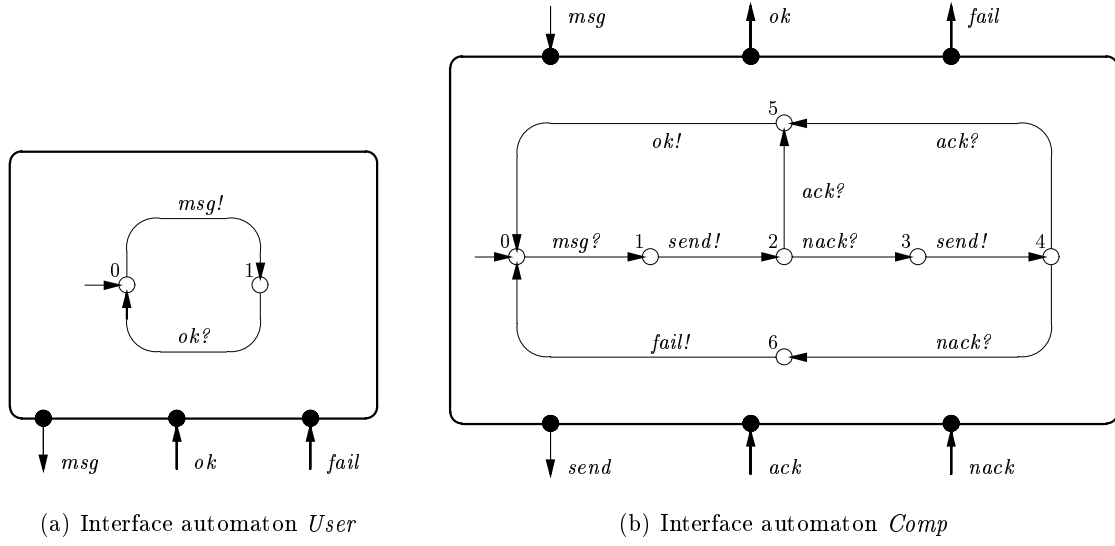 msg ok fail
5
ok! ack?
msg! ack?
0 1
0 msg? 1 send! 2 nack? 3 send! 4
ok?
6
fail! nack?
msg ok fail
send ack nack
(a) Interface automaton User
(b) Interface automaton Comp